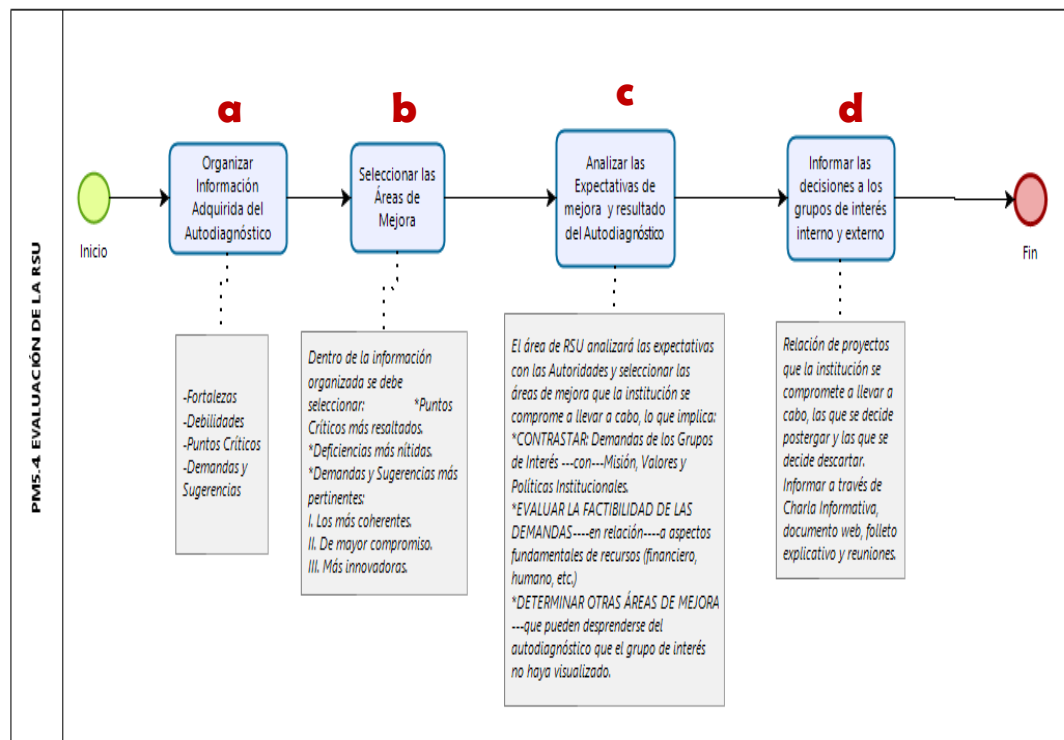 PM5.4. EVALUACIÓN DE LA RSU
Inicio
a
Organizar
Información
Adquirida del
Autodiagnóstico
-Fortalezas
-Debilidades
-Puntos Críticos
-Demandas y
Sugerencias
b
Seleccionar las
Áreas de
Mejora
Dentro de la información
organizada se debe
seleccionar: *Puntos
Críticos más resaltados.
*Deficiencias más nítidas.
*Demandas y Sugerencias más
pertinentes:
I. Los más coherentes.
II. De mayor compromiso.
III. Más innovadoras.
c
Analizar las
Expectativas de
mejora y resultado
del Autodiagnóstico
El área de RSU analizará las expectativas
con las Autoridades y seleccionar las
áreas de mejora que la institución se
comprome a llevar a cabo, lo que implica:
*CONTRASTAR: Demandas de los Grupos
de Interés ---con---Misión, Valores y
Políticas Institucionales.
*EVALUAR LA FACTIBILIDAD DE LAS
DEMANDAS----en relación----a aspectos
fundamentales de recursos (financiero,
humano, etc.)
*DETERMINAR OTRAS ÁREAS DE MEJORA
---que pueden desprenderse del
autodiagnóstico que el grupo de interés
no haya visualizado.
d
Informar las
decisiones a los
grupos de interés
interno y externo
Relación de proyectos
que la institución se
compromete a llevar a
cabo, las que se decide
postergar y las que se
decide descartar.
Informar a través de
Charla Informativa,
documento web, folleto
explicativo y reuniones.
Fin